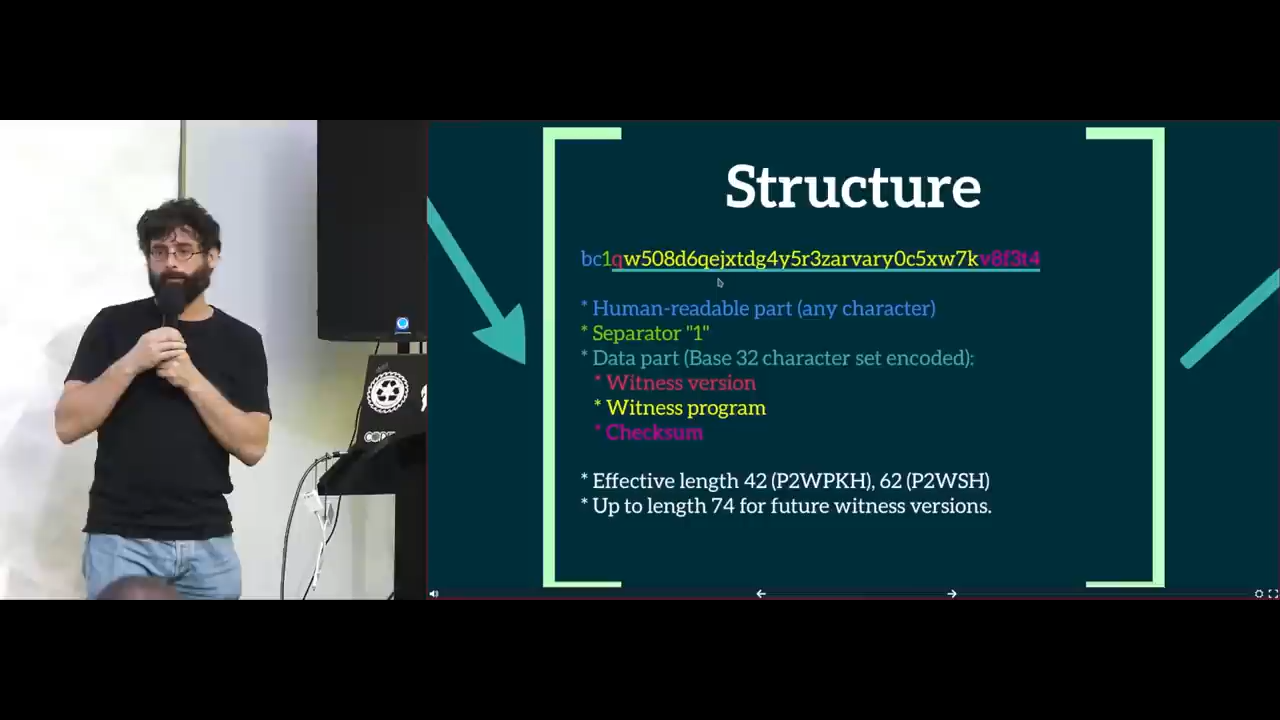 Structure
bc1qw508d6qejxtdg4y5r3zarvary0c5xw7kv8f3t4
* Human-readable part (any character)
* Separator "1"
* Data part (Base 32 character set encoded):
* Witness version
* Witness program
* Checksum
* Effective length 42 (P2WPKH), 62 (P2WSH)
* Up to length 74 for future witness versions.